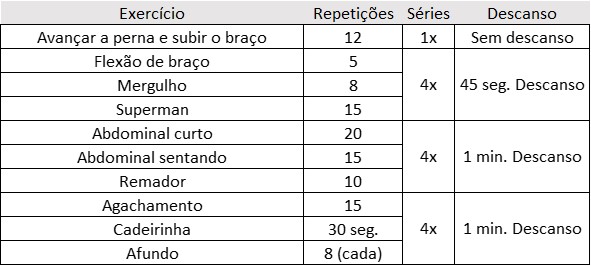 Exercício Repetições Séries Descanso
Avançar a perna e subir o braço 12 1x Sem descanso
Flexão de braço 5
Mergulho 8 4x 45 seg. Descanso
Superman 15
Abdominal curto 20
Abdominal sentando 15 4x 1 min. Descanso
Remador 10
Agachamento 15
Cadeirinha 30 seg. 4x 1 min. Descanso
Afundo 8 (cada)